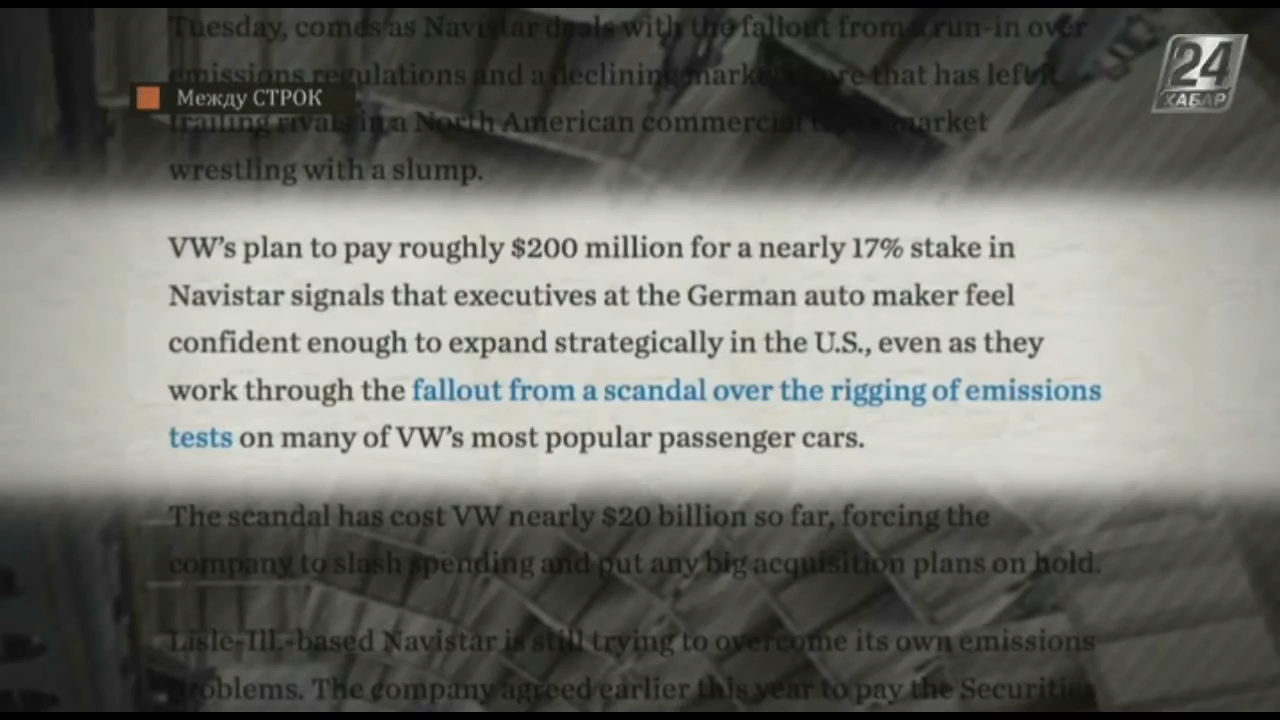 Tuesday, comes as Navistar deals with the fallout from a run-in over
emissions regulations and a declining market share that has left it
Между СТРОК
24
ХАБАР
trailing rivals in a North American commercial market
wrestling with a slump.
VW's plan to pay roughly $200 million for a nearly 17% stake in
Navistar signals that executives at the German auto maker feel
confident enough to expand strategically in the U.S., even as they
work through the fallout from a scandal over the rigging of emissions
tests on many of VW's most popular passenger cars.
The scandal has cost VW nearly $20 billion so far, forcing the
company to slash spending and put any big acquisition plans on hold.
Lisle-Ill.-based Navistar is still trying to overcome its own emissions
problems. The company agreed earlier this year to pay the Securities